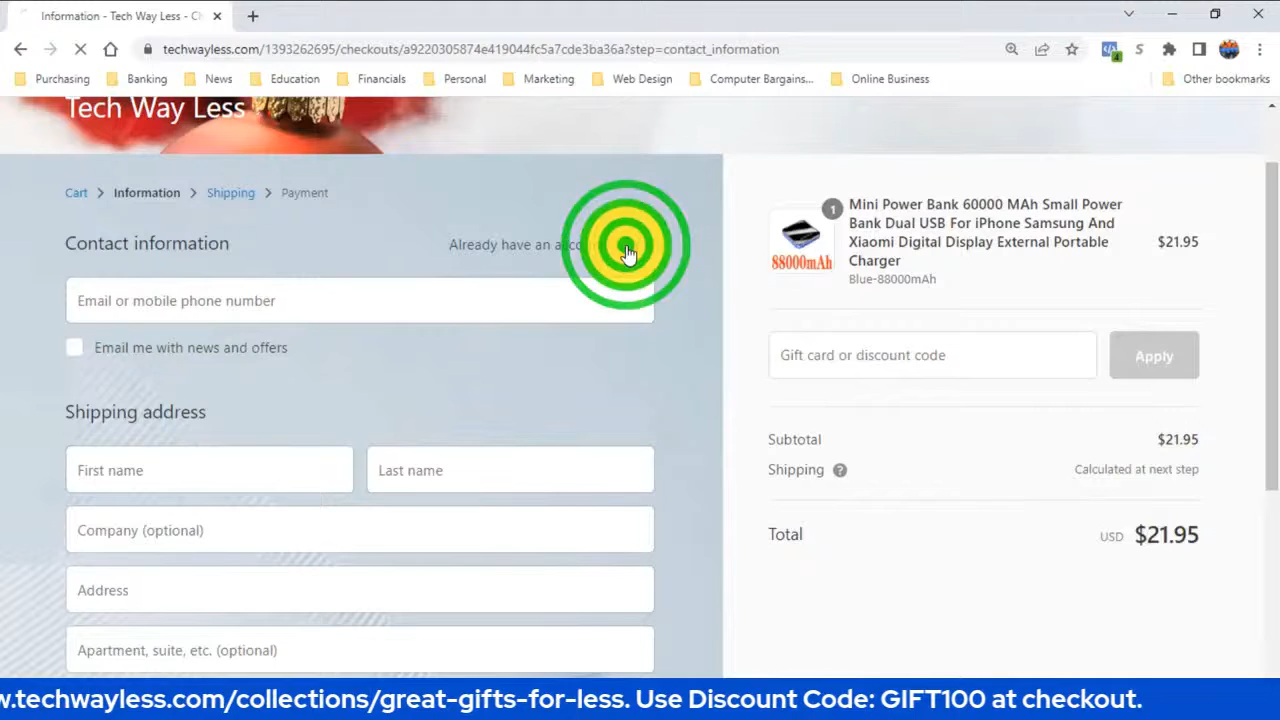 Information - Tech Way Less - Ch
techwayless.com/1393262695/checkouts/a9220305874e419044fc5a7cde3ba36a?step=contact_information
4
S
Purchasing Banking News Education Financials Personal Marketing Web Design Computer Bargains... Online Business Other bookmarks
Tech Way Less
Cart > Information > Shipping > Payment
Contact information
Already have an
Email or mobile phone number
Email me with news and offers
Shipping address
First name
Last name
Company (optional)
Address
Apartment, suite, etc. (optional)
1
88000mAh
Mini Power Bank 60000 MAh Small Power
Bank Dual USB For iPhone Samsung And
Xiaomi Digital Display External Portable
Charger
Blue-88000mAh
$21.95
Gift card or discount code
Apply
Subtotal $21.95
Shipping ? Calculated at next step
Total USD $21.95
w.techwayless.com/collections/great-gifts-for-less. Use Discount Code: GIFT100 at checkout.